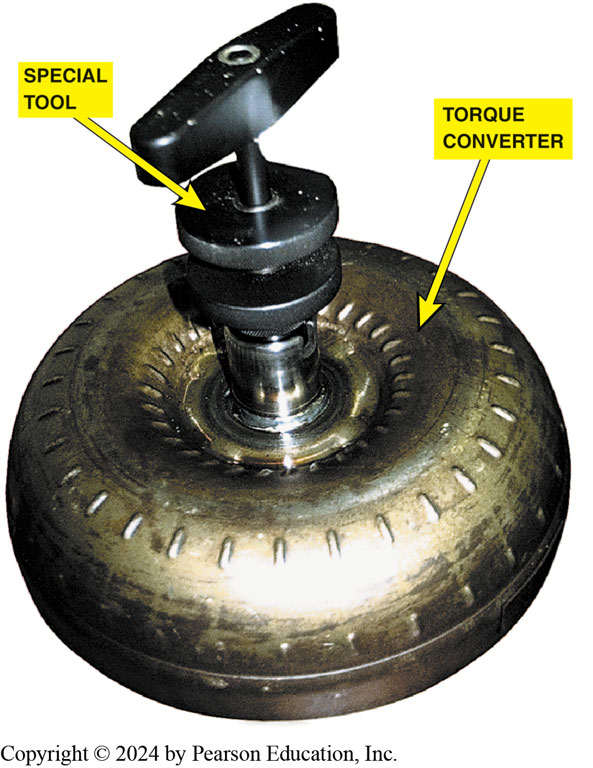 SPECIAL
TOOL
TORQUE
CONVERTER
Copyright © 2024 by Pearson Education, Inc.